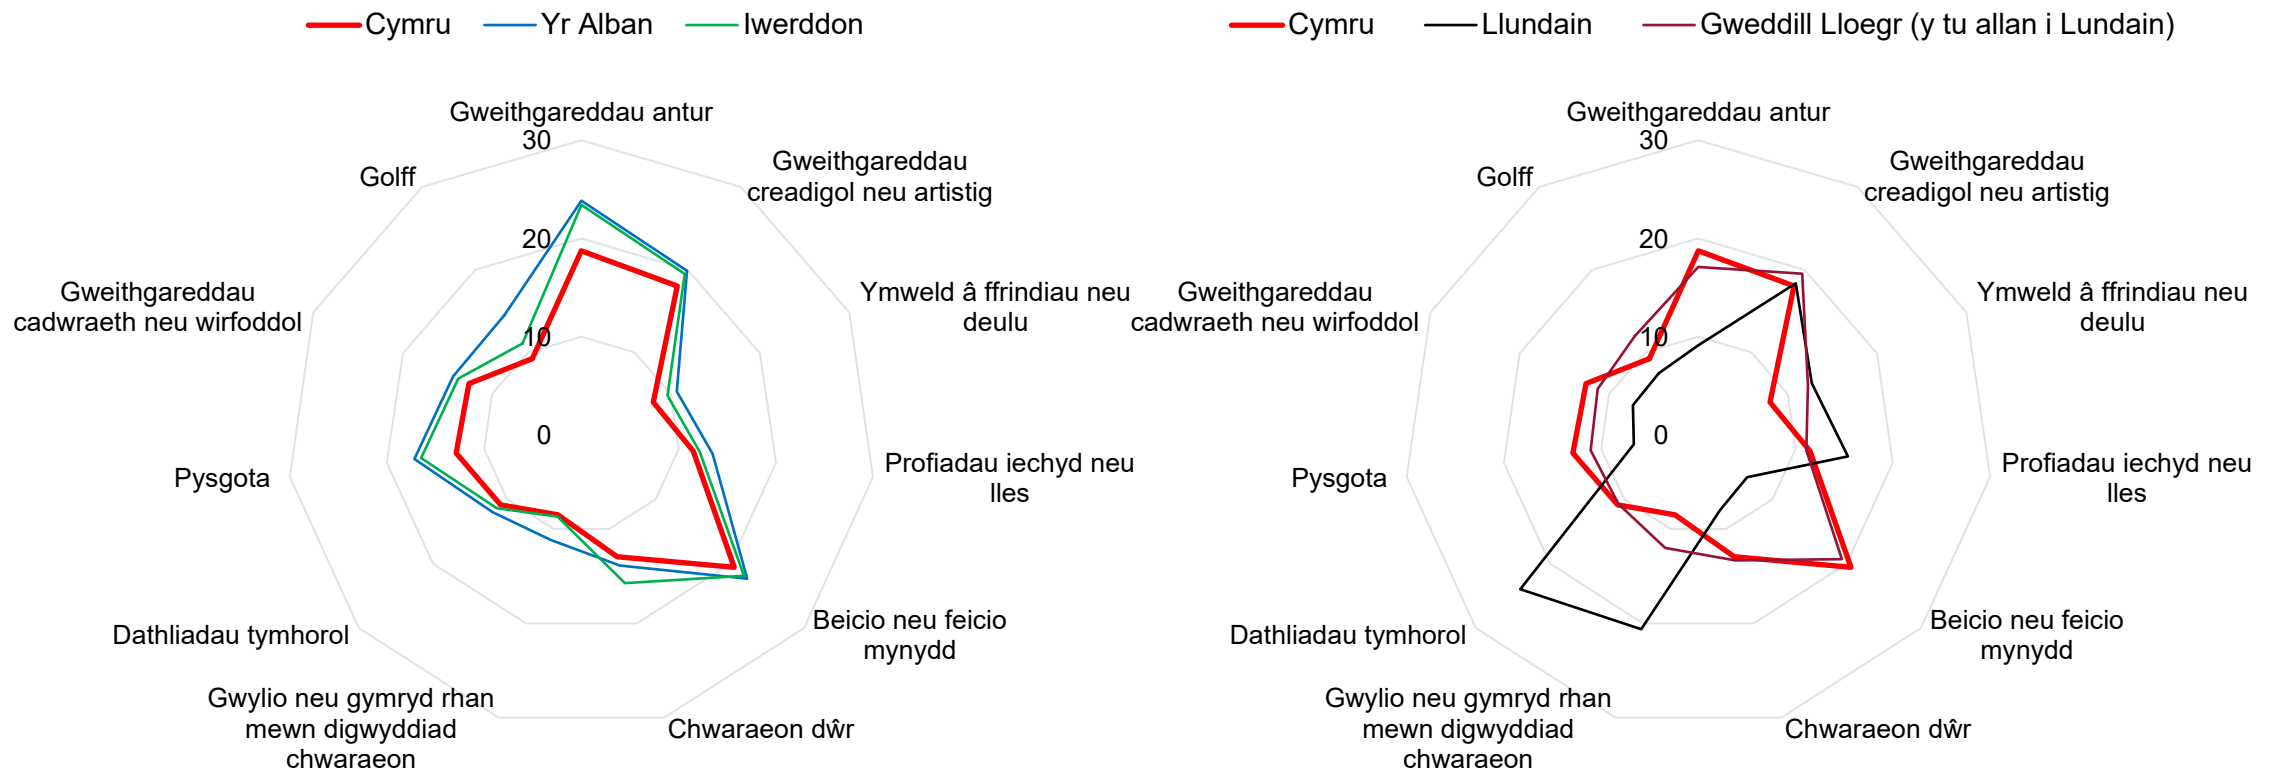 Cymru
Yr Alban
Iwerddon
Gweithgareddau antur
30
20
10
0
Gweithgareddau
creadigol neu artistig
Ymweld â ffrindiau neu
deulu
Profiadau iechyd neu
lles
Beicio neu feicio
mynydd
Chwaraeon dŵr
Gwylio neu gymryd rhan
mewn digwyddiad
chwaraeon
Dathliadau tymhorol
Pysgota
Gweithgareddau
cadwraeth neu wirfoddol
Golff
Cymru
Llundain
Gweddill Lloegr (y tu allan i Lundain)
Gweithgareddau antur
30
20
10
0
Gweithgareddau
creadigol neu artistig
Ymweld â ffrindiau neu
deulu
Profiadau iechyd neu
lles
Beicio neu feicio
mynydd
Chwaraeon dŵr
Gwylio neu gymryd rhan
mewn digwyddiad
chwaraeon
Dathliadau tymhorol
Pysgota
Gweithgareddau
cadwraeth neu wirfoddol
Golff